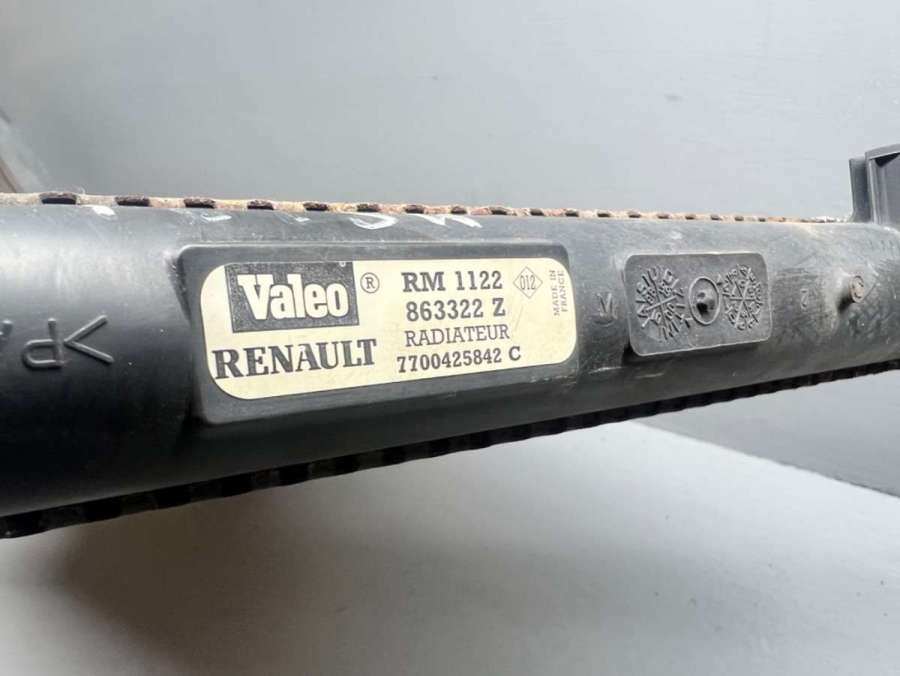 Valeo ® RM 1122
863322 Z
RADIATEUR
RENAULT 7700425842 C
012
MADE IN
FRANCE